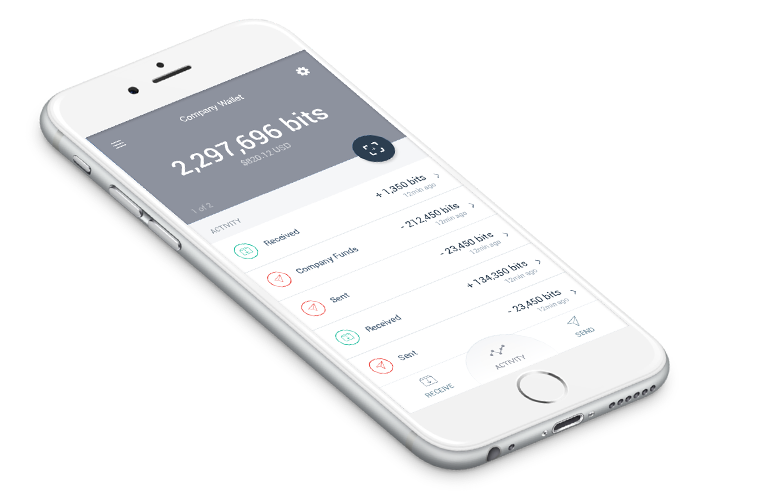 Company Wallet
2,297,696 bits
$820.12 USD
1 of 2
ACTIVITY
Received
+ 1,350 bits
12min ago
Company Funds
- 212,450 bits
12min ago
Sent
- 23,450 bits
12min ago
Received
+ 134,350 bits
12min ago
Sent
- 23,450 bits
12min ago
RECEIVE
ACTIVITY
SEND